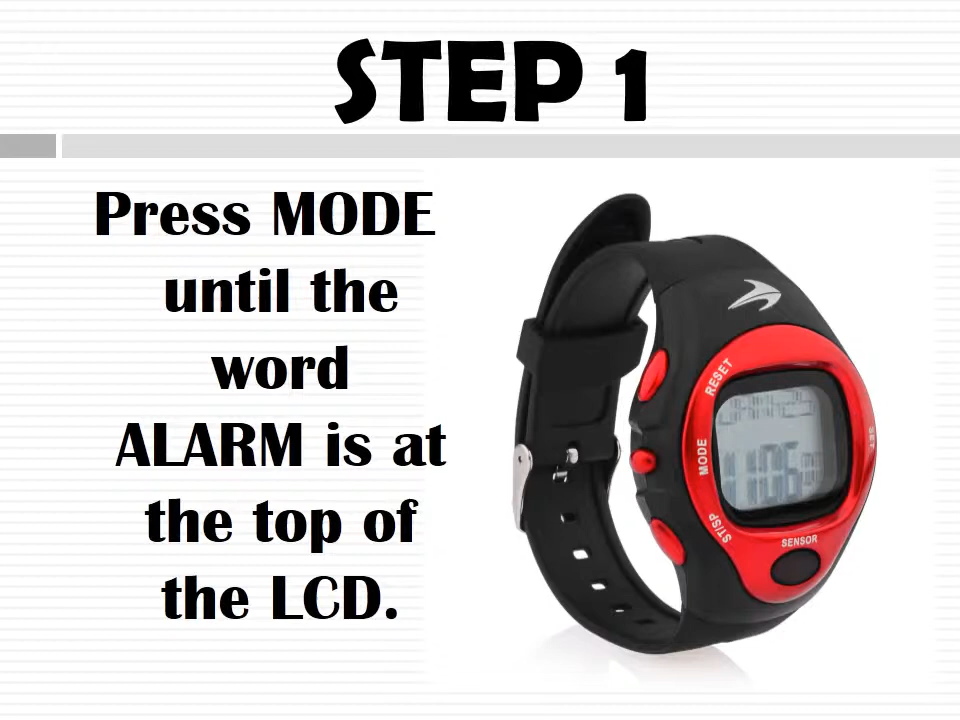 STEP 1
Press MODE
until the
word
ALARM is at
the top of
the LCD.
RESET
MODE
SET
ST/SP
SENSOR